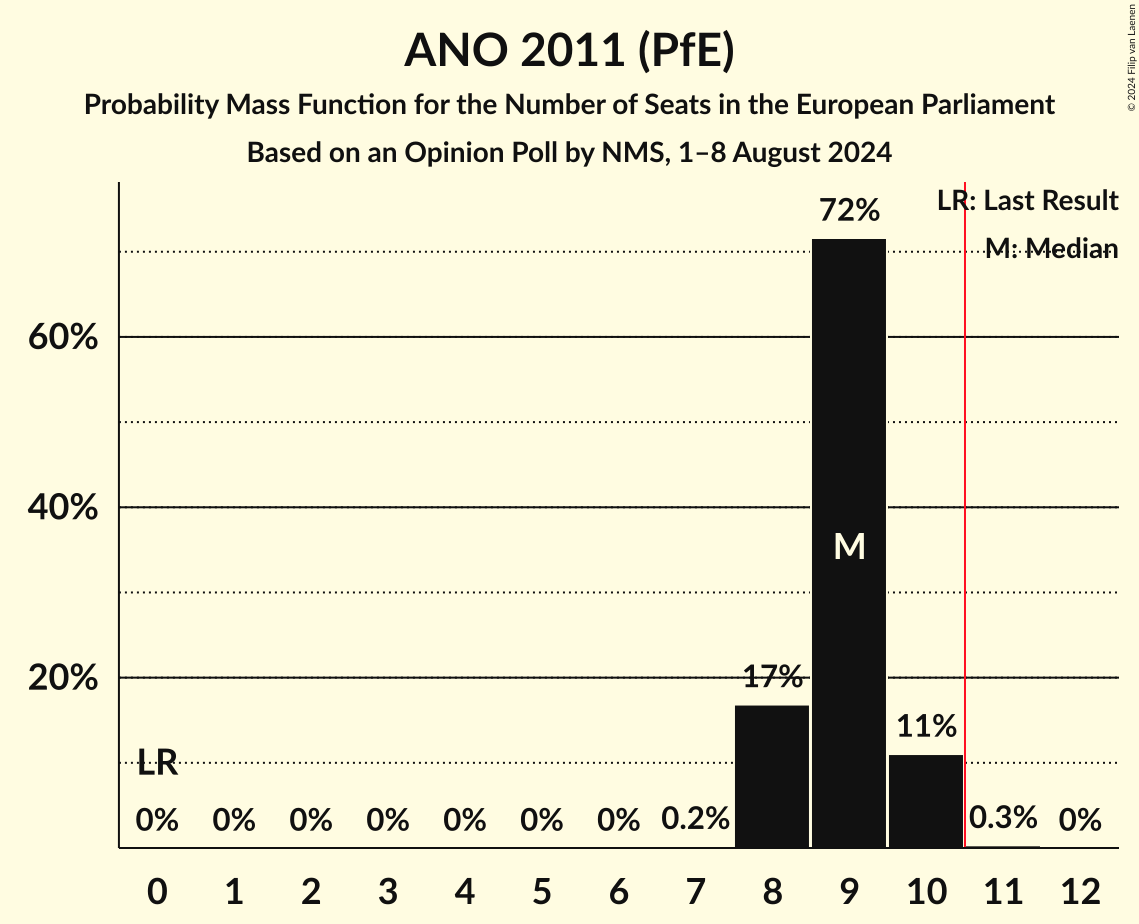 ANO 2011 (PfE)
Probability Mass Function for the Number of Seats in the European Parliament
Based on an Opinion Poll by NMS, 1–8 August 2024
© 2024 Filip van Laenen
LR: Last Result
M: Median
72%
60%
40%
M
20%
17%
11%
LR
0% 0% 0% 0% 0% 0% 0% 0.2% 0.3% 0%
0 1 2 3 4 5 6 7 8 9 10 11 12